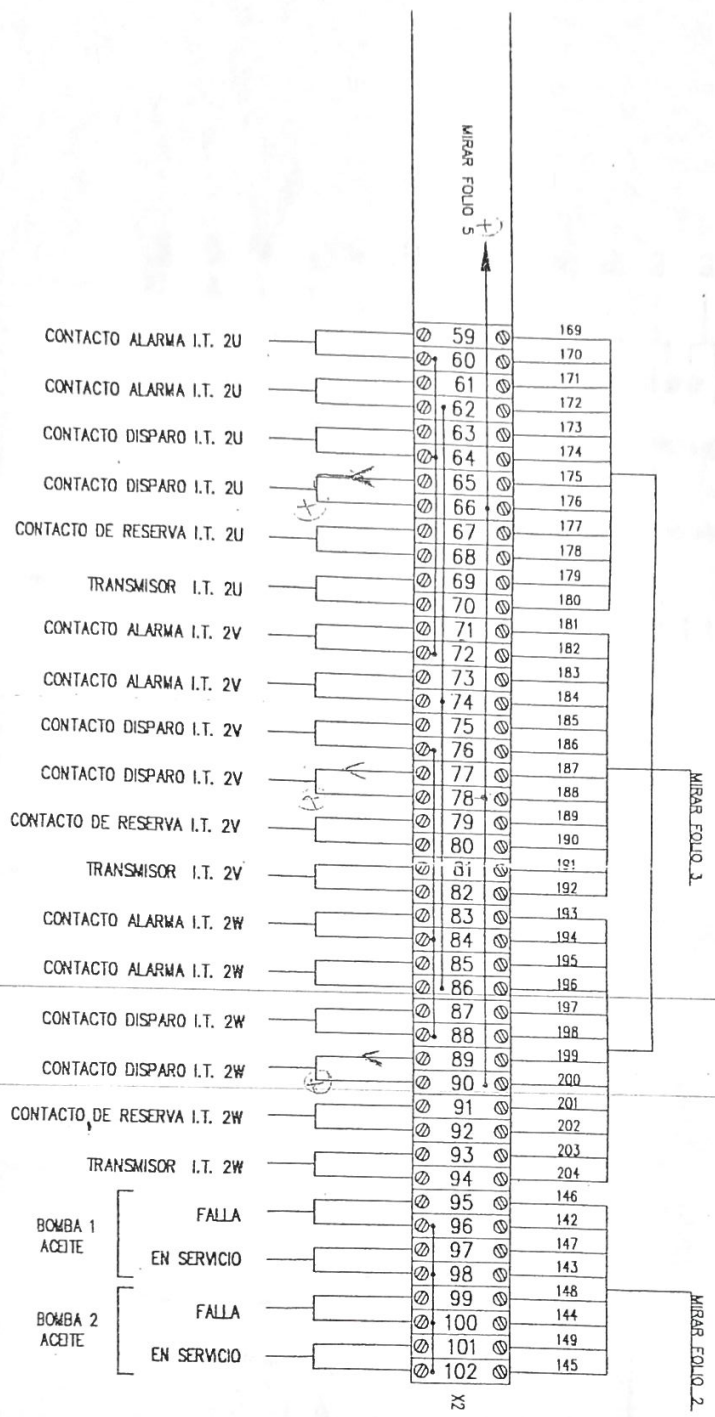 MIRAR FOLIO 5
(+)
59 169
CONTACTO ALARMA I.T. 2U
60 170
61 171
CONTACTO ALARMA I.T. 2U
62 172
63 173
CONTACTO DISPARO I.T. 2U
64 174
65 175
CONTACTO DISPARO I.T. 2U
66 176
(+)
67 177
CONTACTO DE RESERVA I.T. 2U
68 178
69 179
TRANSMISOR I.T. 2U
70 180
71 181
CONTACTO ALARMA I.T. 2V
72 182
73 183
CONTACTO ALARMA I.T. 2V
74 184
75 185
CONTACTO DISPARO I.T. 2V
76 186
77 187
CONTACTO DISPARO I.T. 2V
78 188
MIRAR FOLIO 3
79 189
CONTACTO DE RESERVA I.T. 2V
80 190
81 191
TRANSMISOR I.T. 2V
82 192
83 193
CONTACTO ALARMA I.T. 2W
84 194
85 195
CONTACTO ALARMA I.T. 2W
86 196
87 197
CONTACTO DISPARO I.T. 2W
88 198
89 199
CONTACTO DISPARO I.T. 2W
90 200
(+)
91 201
CONTACTO DE RESERVA I.T. 2W
92 202
93 203
TRANSMISOR I.T. 2W
94 204
95 146
BOMBA 1 ACEITE
FALLA
96 142
97 147
EN SERVICIO
98 143
99 148
BOMBA 2 ACEITE
FALLA
100 144
101 149
EN SERVICIO
102 145
MIRAR FOLIO 2
X2